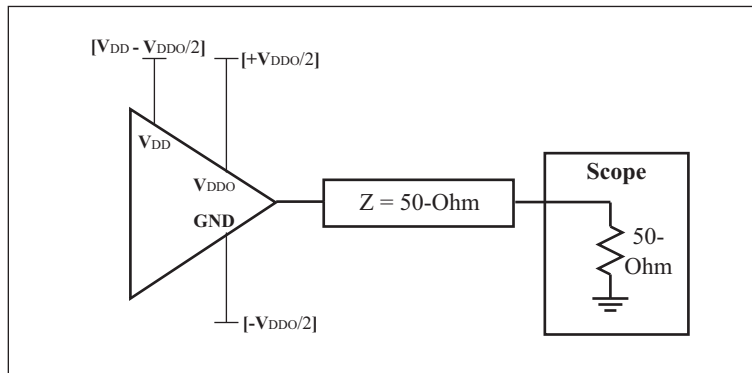 [VDD - VDDO/2]
[+VDDO/2]
VDD
VDDO
GND
[-VDDO/2]
Z = 50-Ohm
Scope
50-
Ohm